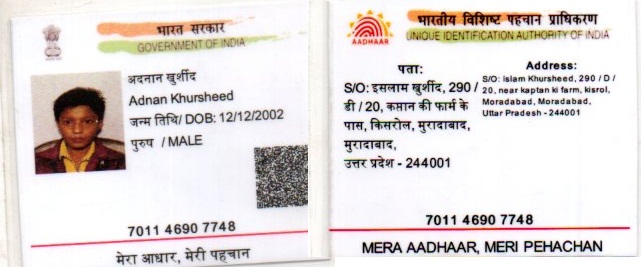 भारत सरकार
GOVERNMENT OF INDIA
अदनान खुर्शीद
Adnan Khursheed
जन्म तिथि/ DOB: 12/12/2002
पुरुष / MALE
7011 4690 7748
मेरा आधार, मेरी पहचान
भारतीय विशिष्ट पहचान प्राधिकरण
UNIQUE IDENTIFICATION AUTHORITY OF INDIA
AADHAAR
पता:
S/O: इसलाम खुर्शीद, 290 /
डी / 20, कप्तान की फार्म के
पास, किसरोल, मुरादाबाद,
मुरादाबाद,
उत्तर प्रदेश - 244001
Address:
S/O: Islam Khursheed, 290 / D /
20, near kaptan ki farm, kisrol,
Moradabad, Moradabad,
Uttar Pradesh - 244001
7011 4690 7748
MERA AADHAAR, MERI PEHACHAN